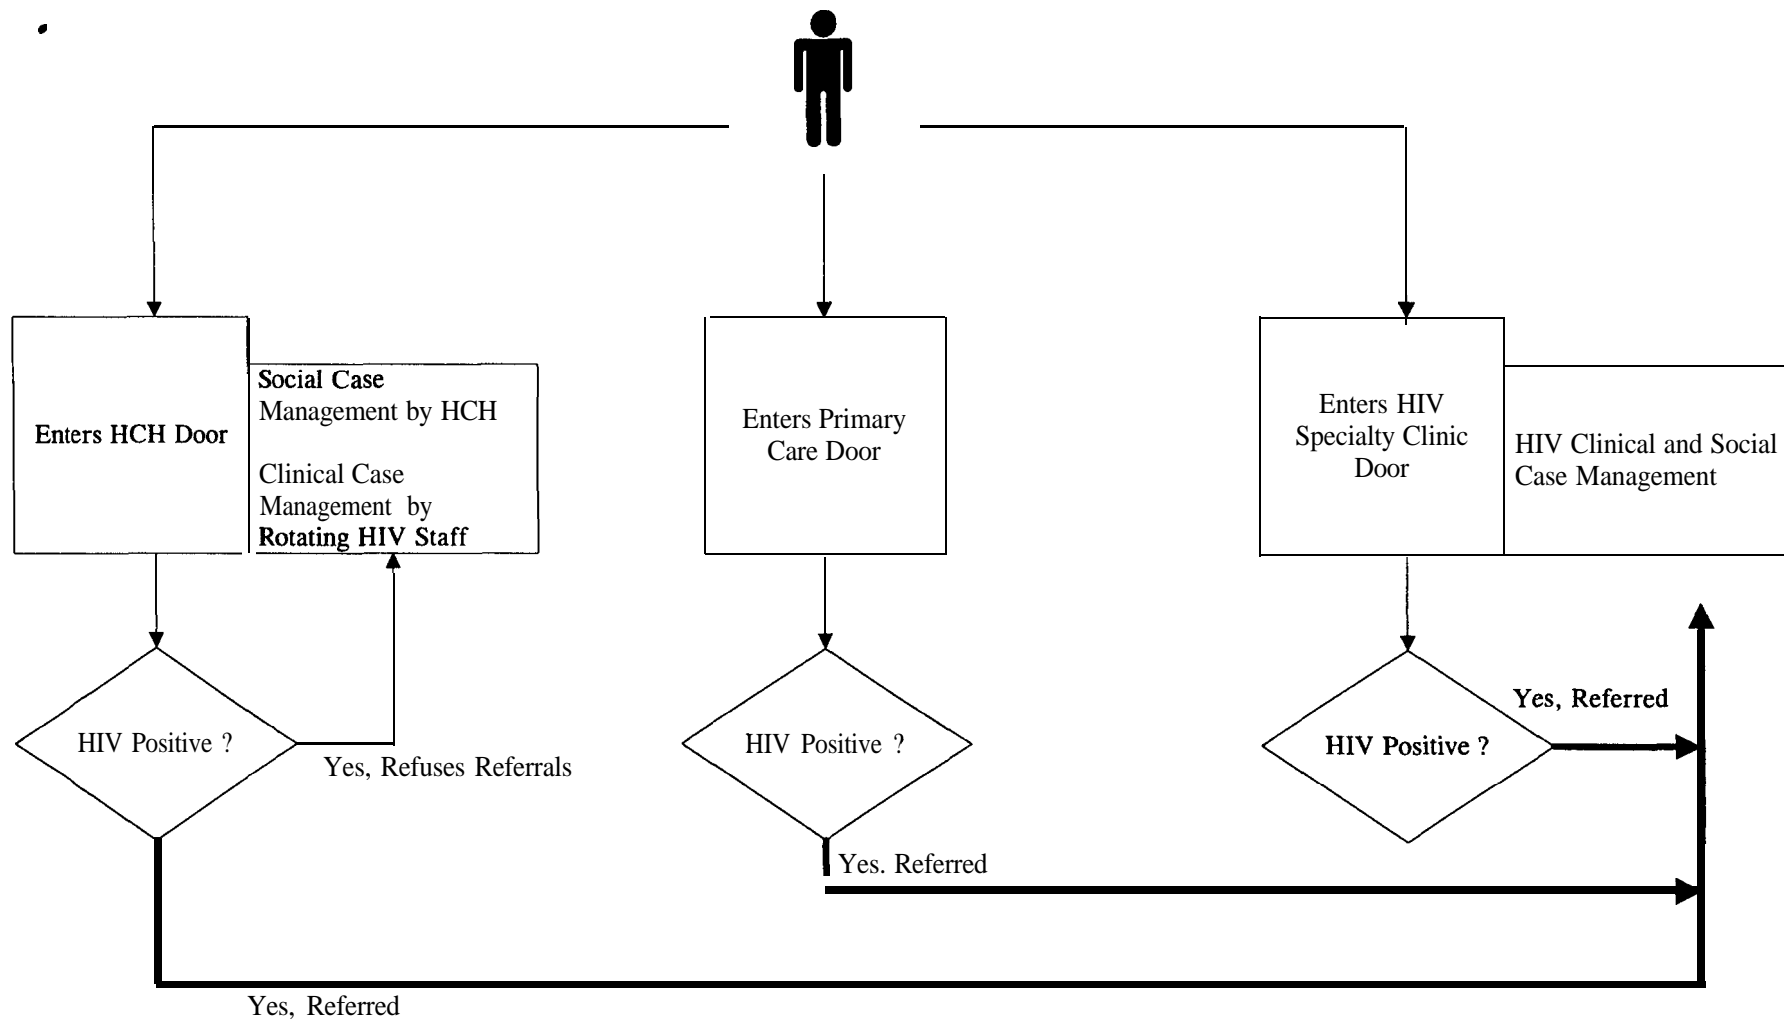 Enters HCH Door
Social Case
Management by HCH
Clinical Case
Management by
Rotating HIV Staff
Enters Primary
Care Door
Enters HIV
Specialty Clinic
Door
HIV Clinical and Social
Case Management
HIV Positive ?
Yes, Refuses Referrals
HIV Positive ?
Yes. Referred
HIV Positive ?
Yes, Referred
Yes, Referred